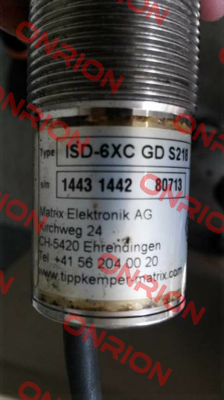 Type ISD-6XC GD S218
s/n 1443 1442 80713
Matrix Elektronik AG
Kirchweg 24
CH-5420 Ehrendingen
Tel +41 56 204 00 20
www.tippkemper-matrix.com
ONRION